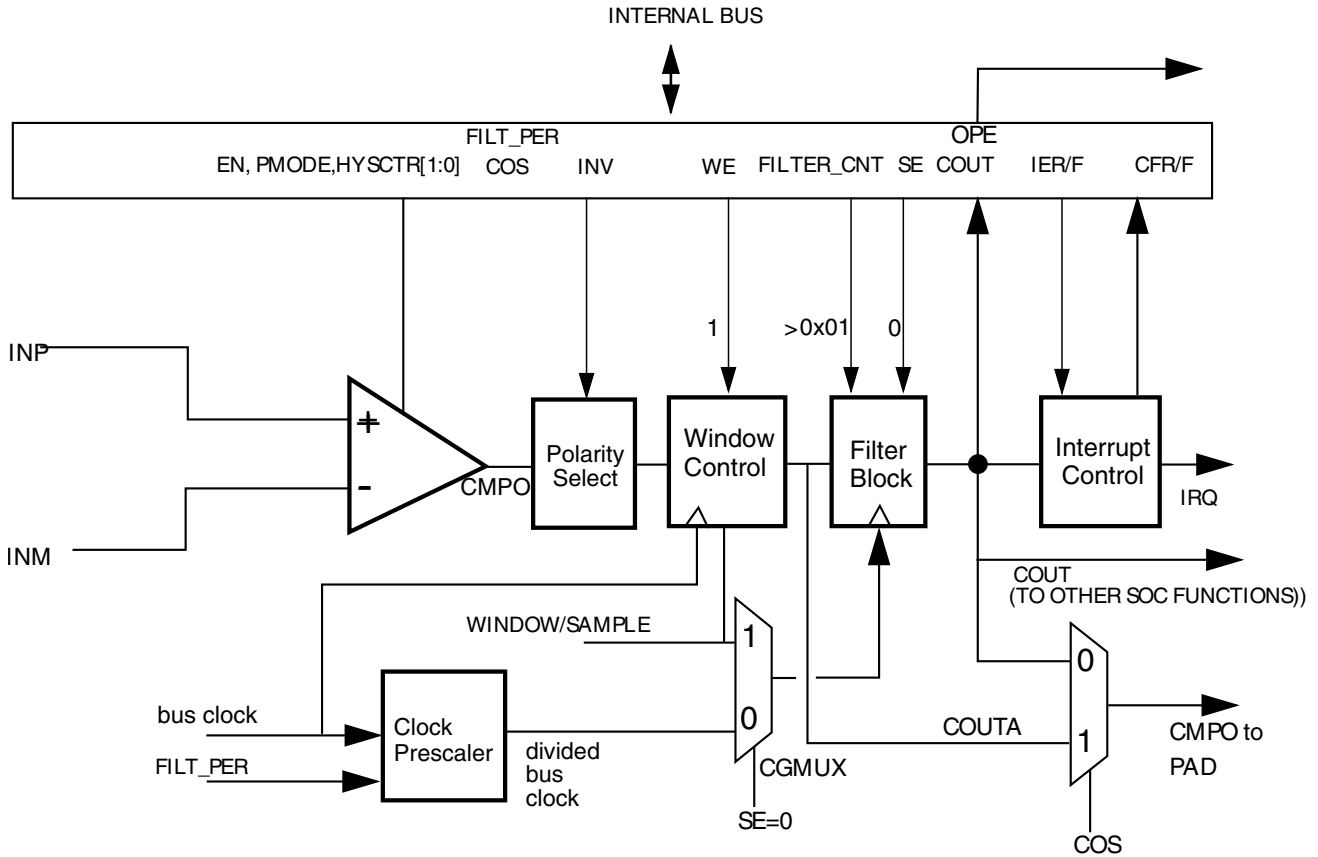 INTERNAL BUS
FILT_PER
OPE
EN, PMODE,HYSCTR[1:0]
COS
INV
WE
FILTER_CNT
SE
COUT
IER/F
CFR/F
1
>0x01
0
INP
+
-
INM
CMPO
Polarity
Select
Window
Control
Filter
Block
Interrupt
Control
IRQ
COUT
(TO OTHER SOC FUNCTIONS))
WINDOW/SAMPLE
1
0
CGMUX
SE=0
bus clock
FILT_PER
Clock
Prescaler
divided
bus
clock
COUTA
0
1
CMPO to
PAD
COS